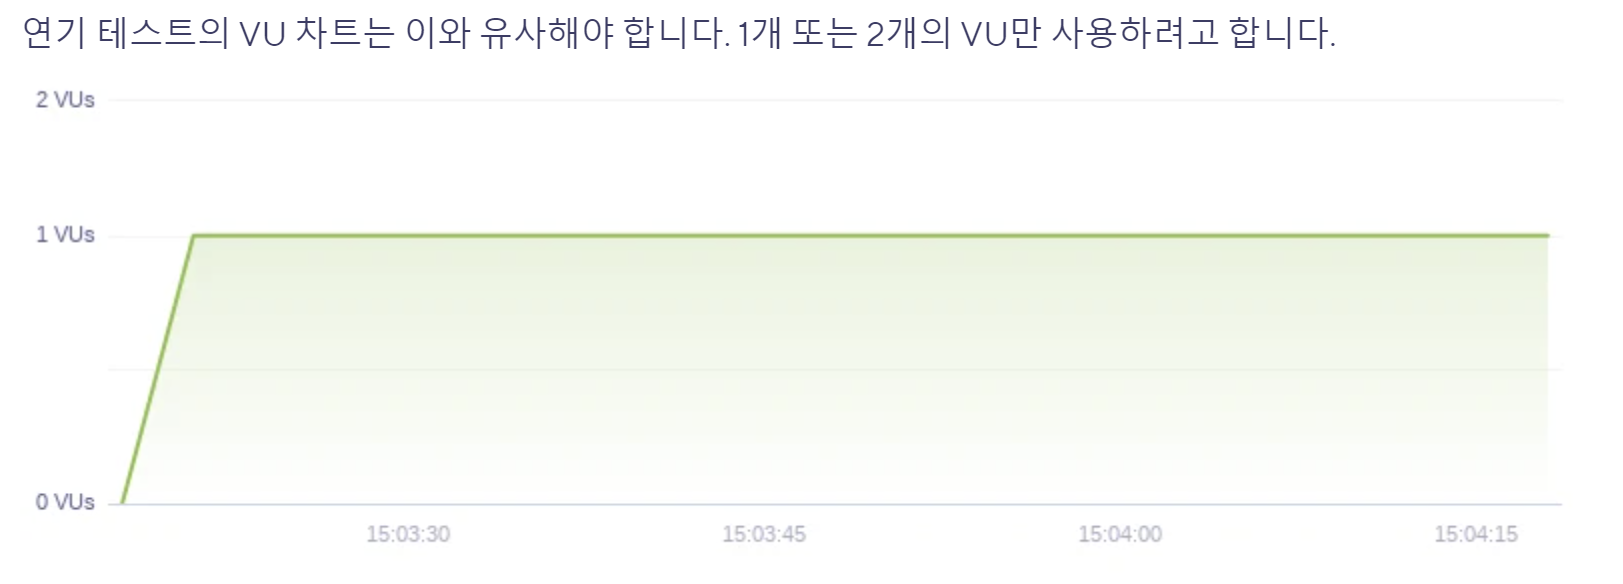 연기 테스트의 VU 차트는 이와 유사해야 합니다. 1개 또는 2개의 VU만 사용하려고 합니다.
2 VUs
1 VUs
0 VUs
15:03:30 15:03:45 15:04:00 15:04:15